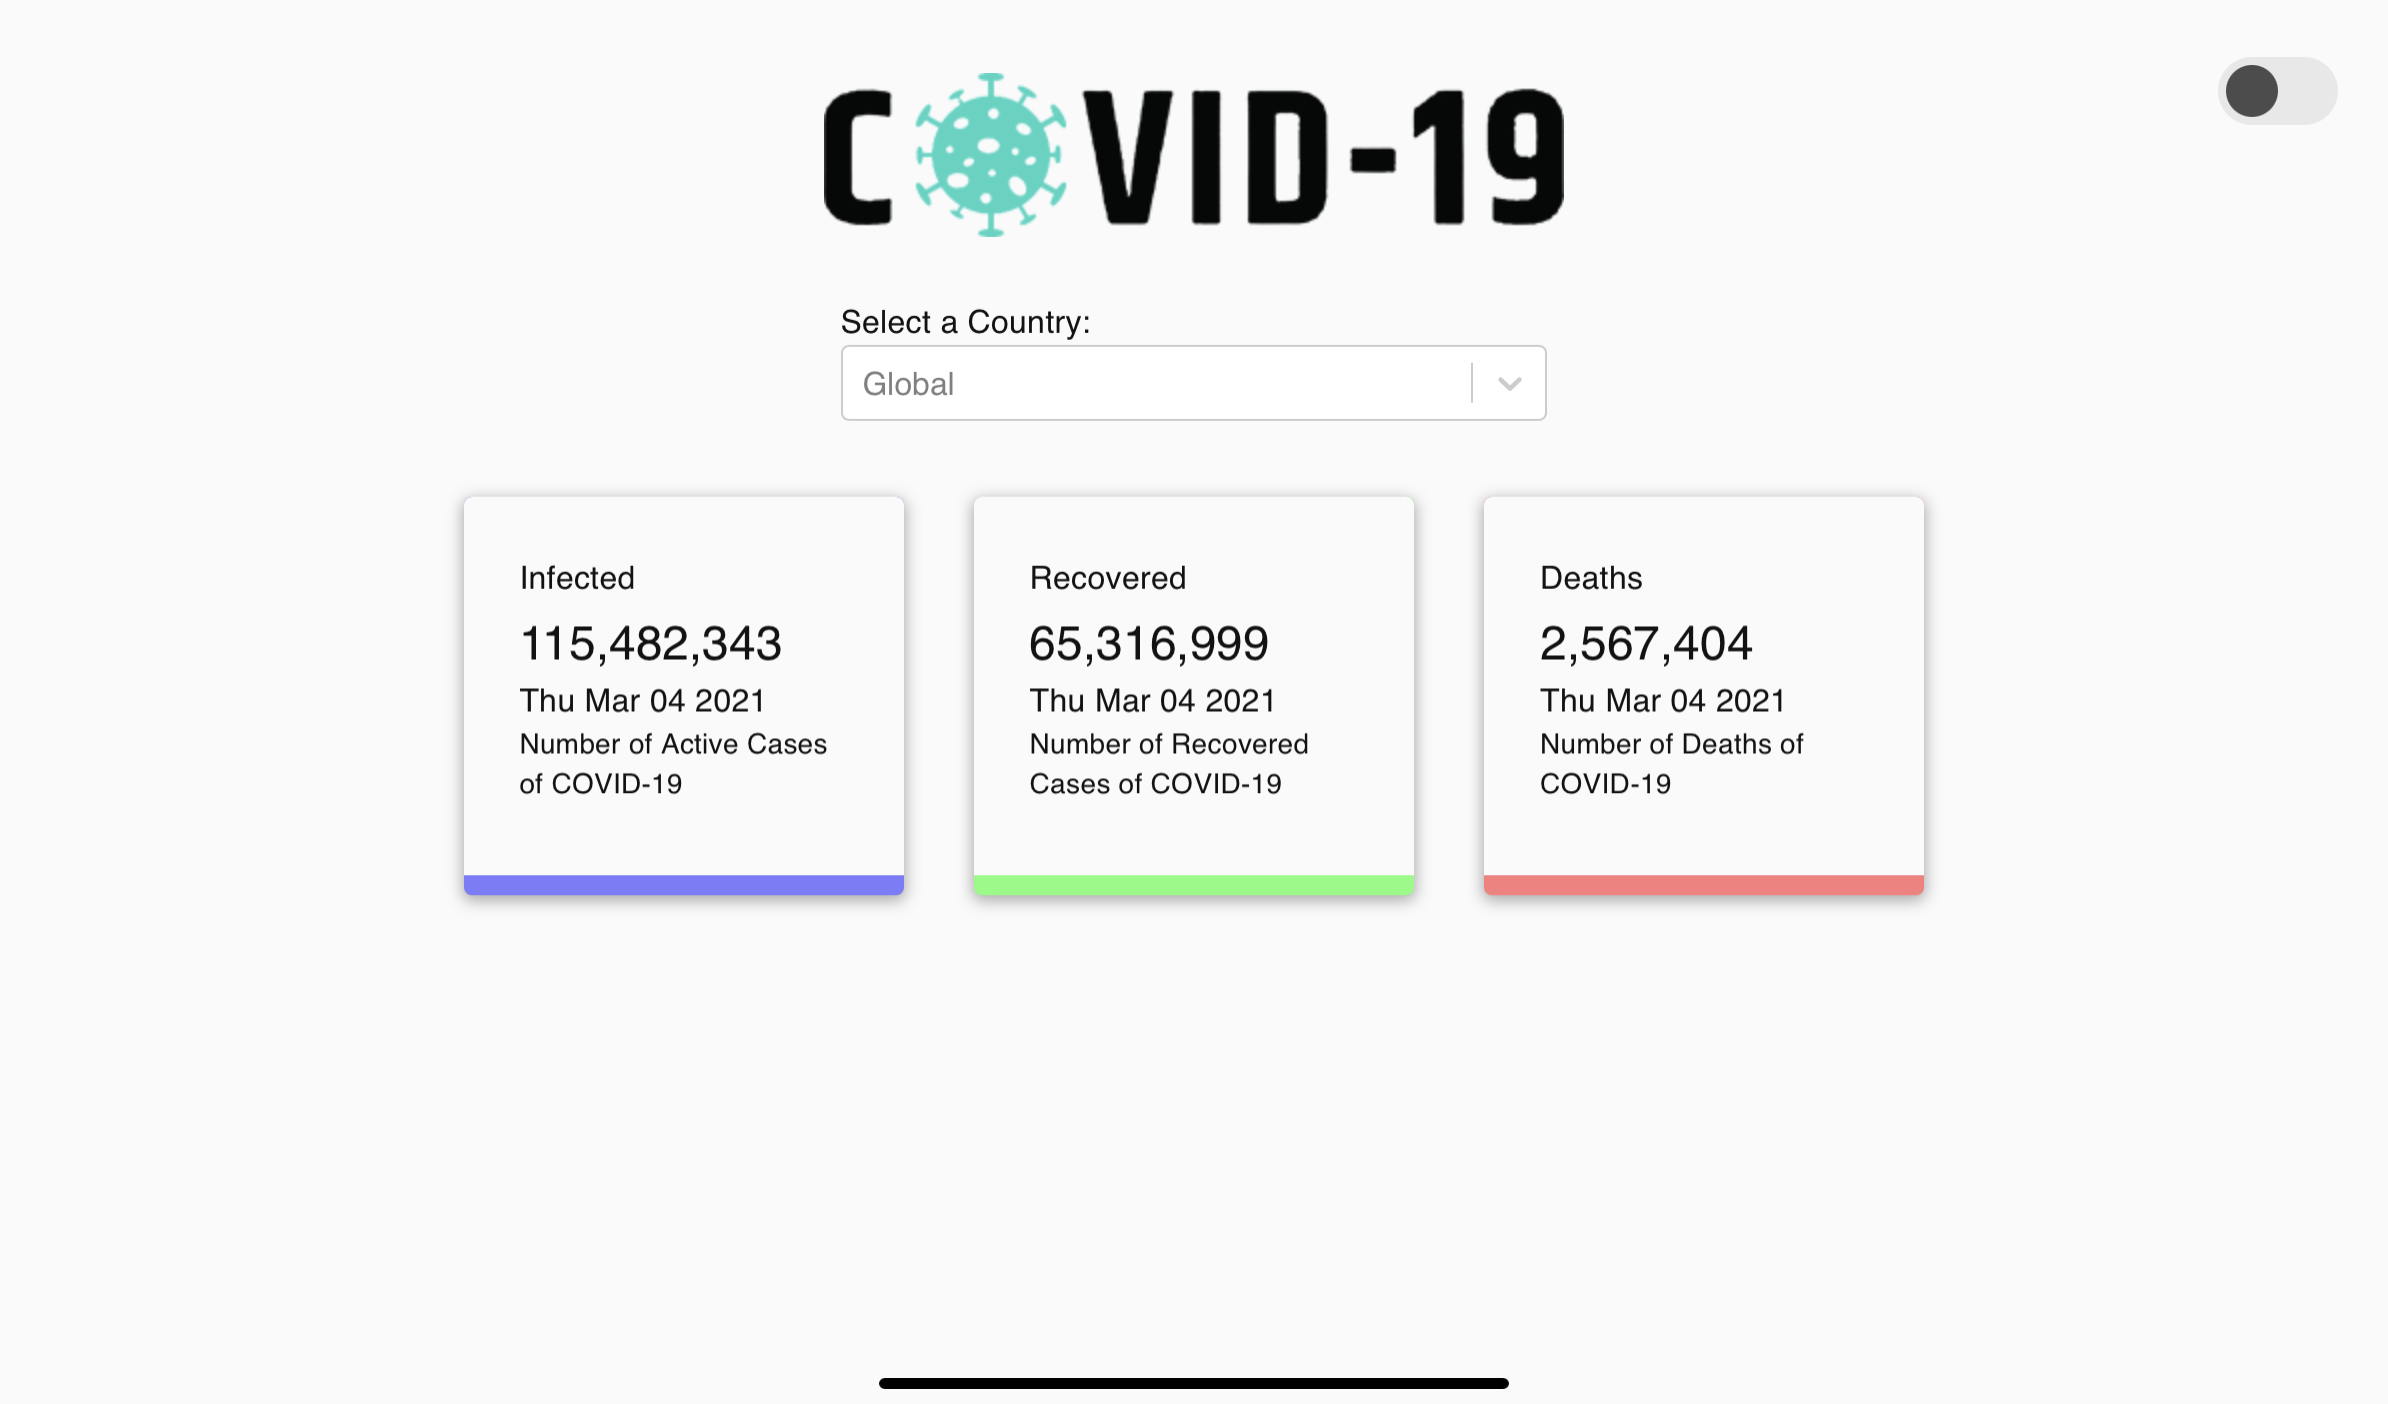 COVID-19
Select a Country:
Global
Infected
115,482,343
Thu Mar 04 2021
Number of Active Cases
of COVID-19
Recovered
65,316,999
Thu Mar 04 2021
Number of Recovered
Cases of COVID-19
Deaths
2,567,404
Thu Mar 04 2021
Number of Deaths of
COVID-19